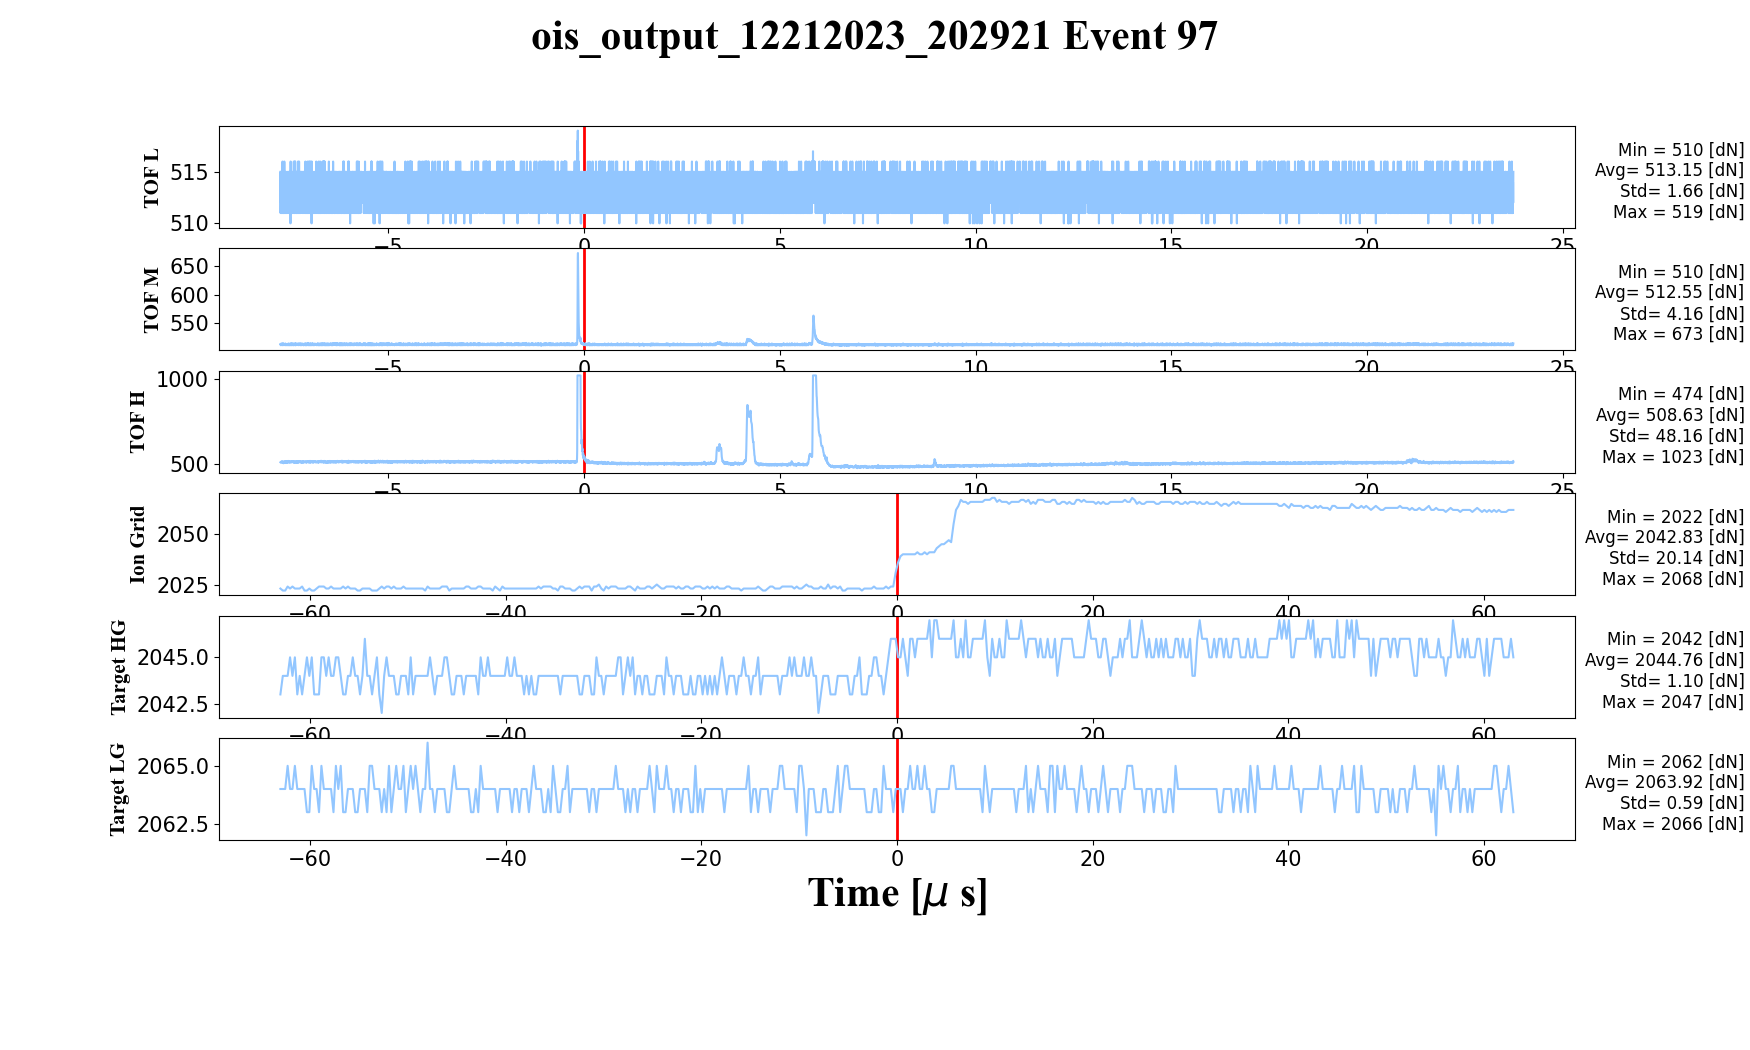 ois_output_12212023_202921 Event 97
TOF L
515
510
−5 0 5 10 15 20 25
Min = 510 [dN]
Avg= 513.15 [dN]
Std= 1.66 [dN]
Max = 519 [dN]
TOF M
650
600
550
−5 0 5 10 15 20 25
Min = 510 [dN]
Avg= 512.55 [dN]
Std= 4.16 [dN]
Max = 673 [dN]
TOF H
1000
500
−5 0 5 10 15 20 25
Min = 474 [dN]
Avg= 508.63 [dN]
Std= 48.16 [dN]
Max = 1023 [dN]
Ion Grid
2050
2025
−60 −40 −20 0 20 40 60
Min = 2022 [dN]
Avg= 2042.83 [dN]
Std= 20.14 [dN]
Max = 2068 [dN]
Target HG
2045.0
2042.5
−60 −40 −20 0 20 40 60
Min = 2042 [dN]
Avg= 2044.76 [dN]
Std= 1.10 [dN]
Max = 2047 [dN]
Target LG
2065.0
2062.5
−60 −40 −20 0 20 40 60
Min = 2062 [dN]
Avg= 2063.92 [dN]
Std= 0.59 [dN]
Max = 2066 [dN]
Time [μ s]